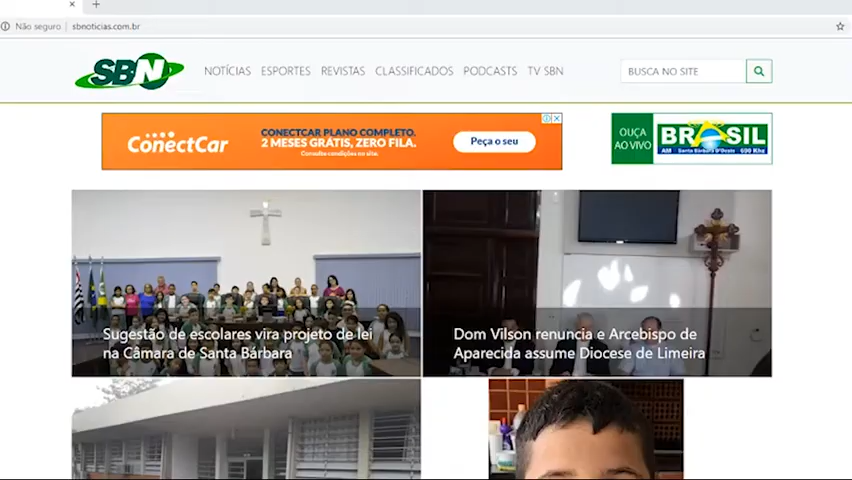 Não seguro | sbnoticias.com.br
SBN
NOTÍCIAS ESPORTES REVISTAS CLASSIFICADOS PODCASTS TV SBN
BUSCA NO SITE
ConectCar
CONECTCAR PLANO COMPLETO.
2 MESES GRÁTIS, ZERO FILA.
Consulte condições no site.
Peça o seu
OUÇA
AO VIVO
BRASIL
AM Santa Bárbara D'Oeste 690 Khz
Sugestão de escolares vira projeto de lei
na Câmara de Santa Bárbara
Dom Vilson renuncia e Arcebispo de
Aparecida assume Diocese de Limeira